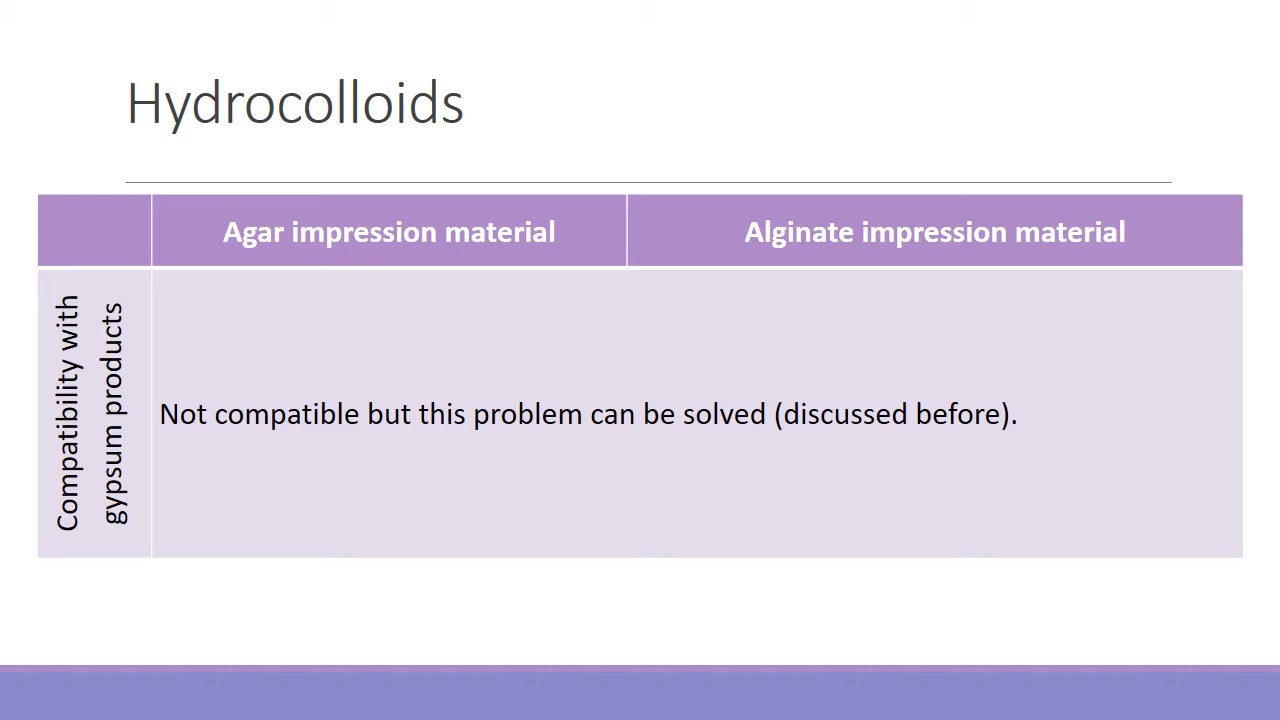 Hydrocolloids
Agar impression material
Alginate impression material
Compatibility with
gypsum products
Not compatible but this problem can be solved (discussed before).